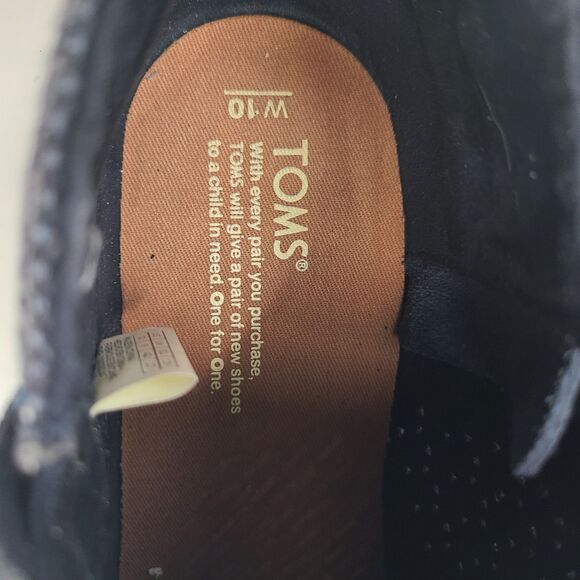 W 10
TOMS®
With every pair you purchase,
TOMS will give a pair of new shoes
to a child in need. One for One.